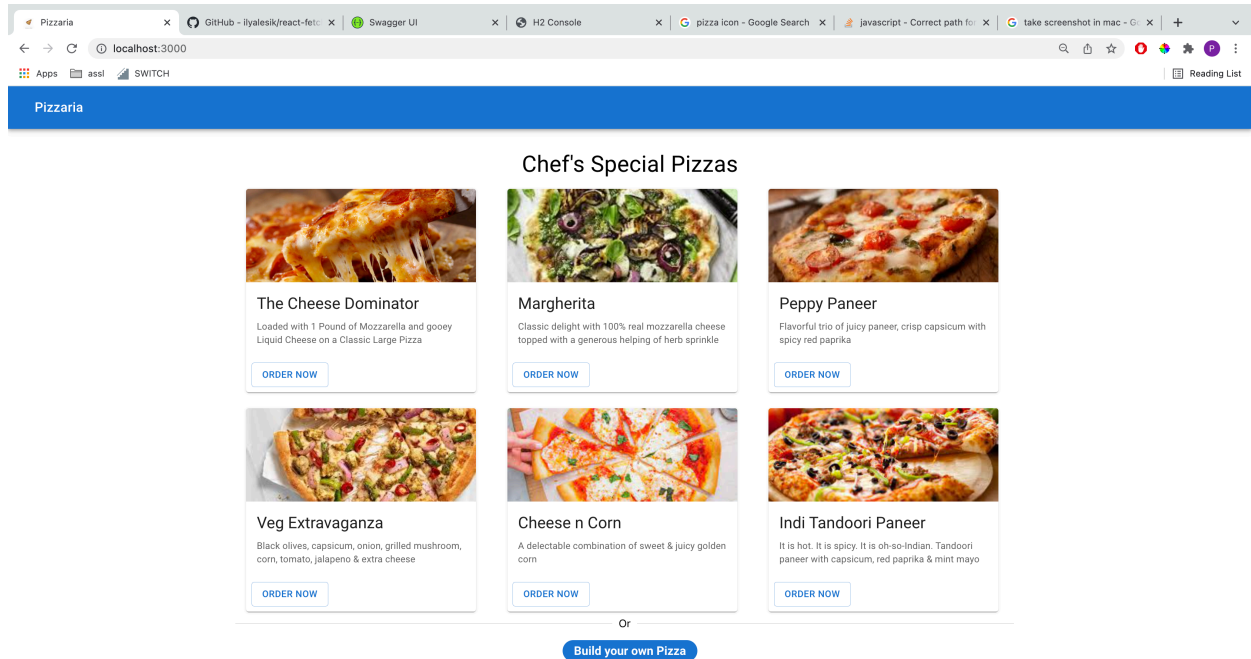 Pizzaria
GitHub - ilyalesik/react-fetc
Swagger UI
H2 Console
pizza icon - Google Search
javascript - Correct path fo
take screenshot in mac - G
localhost:3000
P
Apps
assl
SWITCH
Reading List
Pizzaria
Chef's Special Pizzas
The Cheese Dominator
Loaded with 1 Pound of Mozzarella and gooey
Liquid Cheese on a Classic Large Pizza
ORDER NOW
Margherita
Classic delight with 100% real mozzarella cheese
topped with a generous helping of herb sprinkle
ORDER NOW
Peppy Paneer
Flavorful trio of juicy paneer, crisp capsicum with
spicy red paprika
ORDER NOW
Veg Extravaganza
Black olives, capsicum, onion, grilled mushroom,
corn, tomato, jalapeno & extra cheese
ORDER NOW
Cheese n Corn
A delectable combination of sweet & juicy golden
corn
ORDER NOW
Indi Tandoori Paneer
It is hot. It is spicy. It is oh-so-Indian. Tandoori
paneer with capsicum, red paprika & mint mayo
ORDER NOW
Or
Build your own Pizza